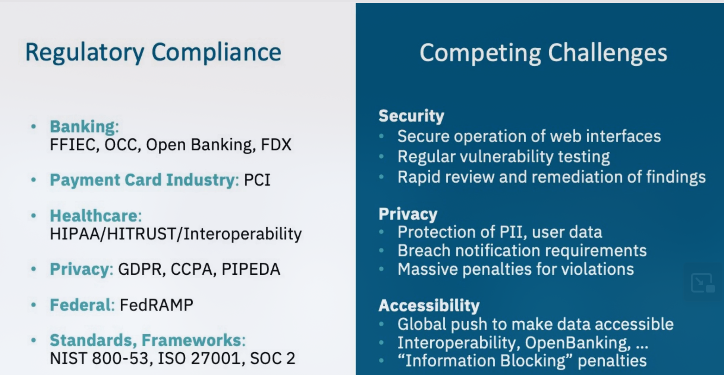 Regulatory Compliance
• Banking:
FFIEC, OCC, Open Banking, FDX
• Payment Card Industry: PCI
• Healthcare:
HIPAA/HITRUST/Interoperability
• Privacy: GDPR, CCPA, PIPEDA
• Federal: FedRAMP
• Standards, Frameworks:
NIST 800-53, ISO 27001, SOC 2
Competing Challenges
Security
• Secure operation of web interfaces
• Regular vulnerability testing
• Rapid review and remediation of findings
Privacy
• Protection of PII, user data
• Breach notification requirements
• Massive penalties for violations
Accessibility
• Global push to make data accessible
• Interoperability, OpenBanking, ...
• “Information Blocking” penalties